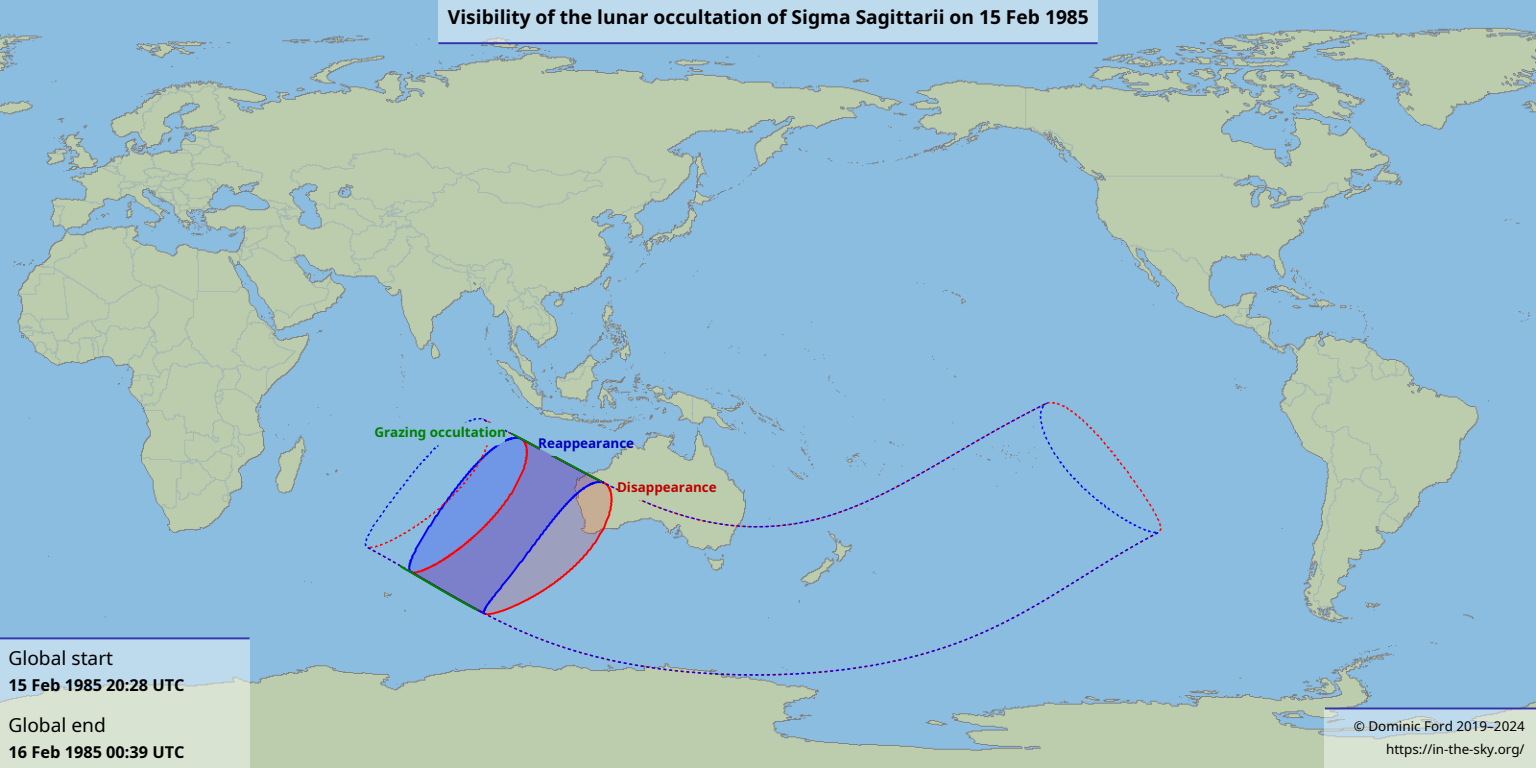 Visibility of the lunar occultation of Sigma Sagittarii on 15 Feb 1985
Grazing occultation
Reappearance
Disappearance
Global start
15 Feb 1985 20:28 UTC
Global end
16 Feb 1985 00:39 UTC
© Dominic Ford 2019–2024
https://in-the-sky.org/